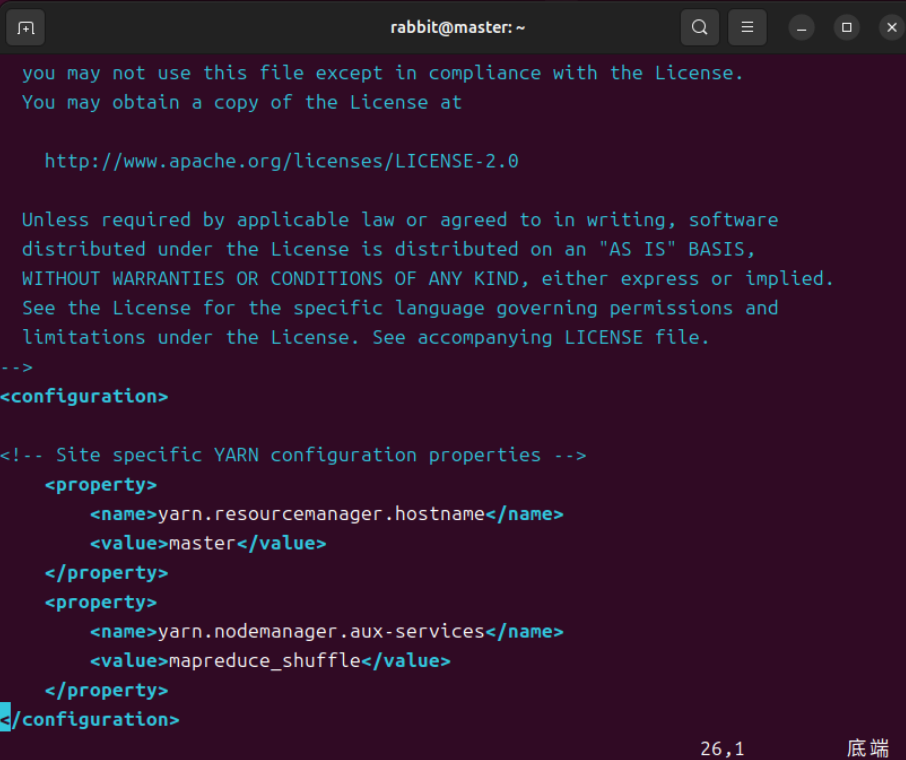 rabbit@master: ~
you may not use this file except in compliance with the License.
You may obtain a copy of the License at
http://www.apache.org/licenses/LICENSE-2.0
Unless required by applicable law or agreed to in writing, software
distributed under the License is distributed on an "AS IS" BASIS,
WITHOUT WARRANTIES OR CONDITIONS OF ANY KIND, either express or implied.
See the License for the specific language governing permissions and
limitations under the License. See accompanying LICENSE file.
-->
<configuration>
<!-- Site specific YARN configuration properties -->
<property>
<name>yarn.resourcemanager.hostname</name>
<value>master</value>
</property>
<property>
<name>yarn.nodemanager.aux-services</name>
<value>mapreduce_shuffle</value>
</property>
</configuration>
26,1 底端